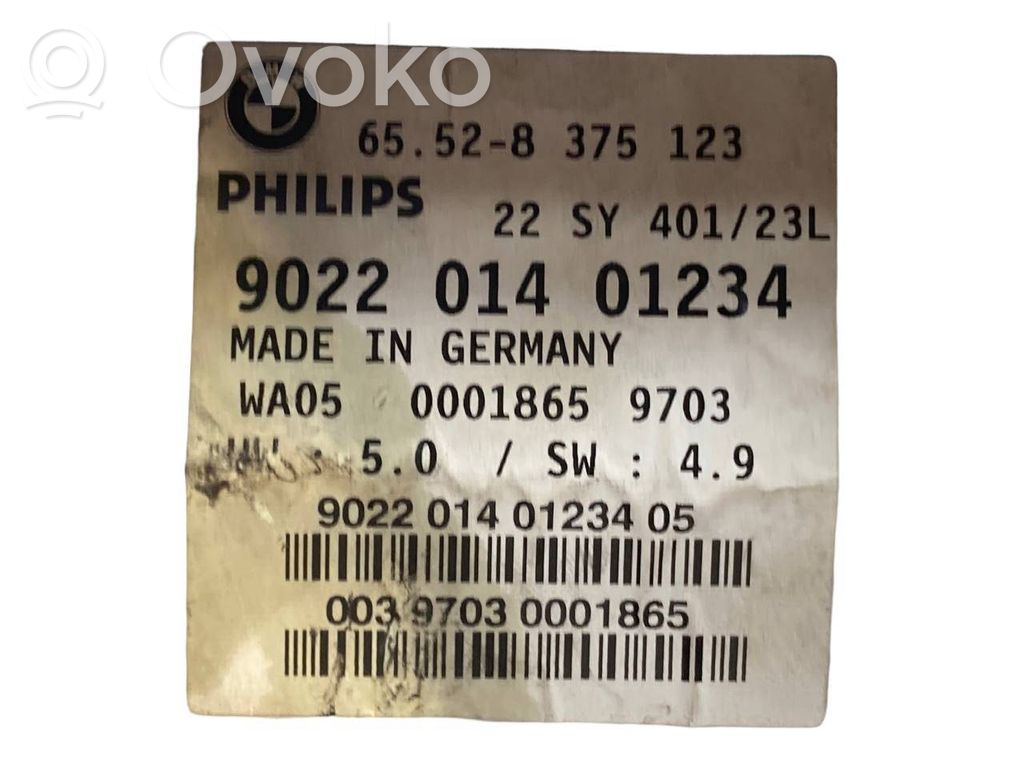 Ovoko
65.52-8 375 123
PHILIPS
22 SY 401/23L
9022 014 01234
MADE IN GERMANY
WA05 0001865 9703
: 5.0 / SW : 4.9
9022 014 01234 05
003 9703 0001865